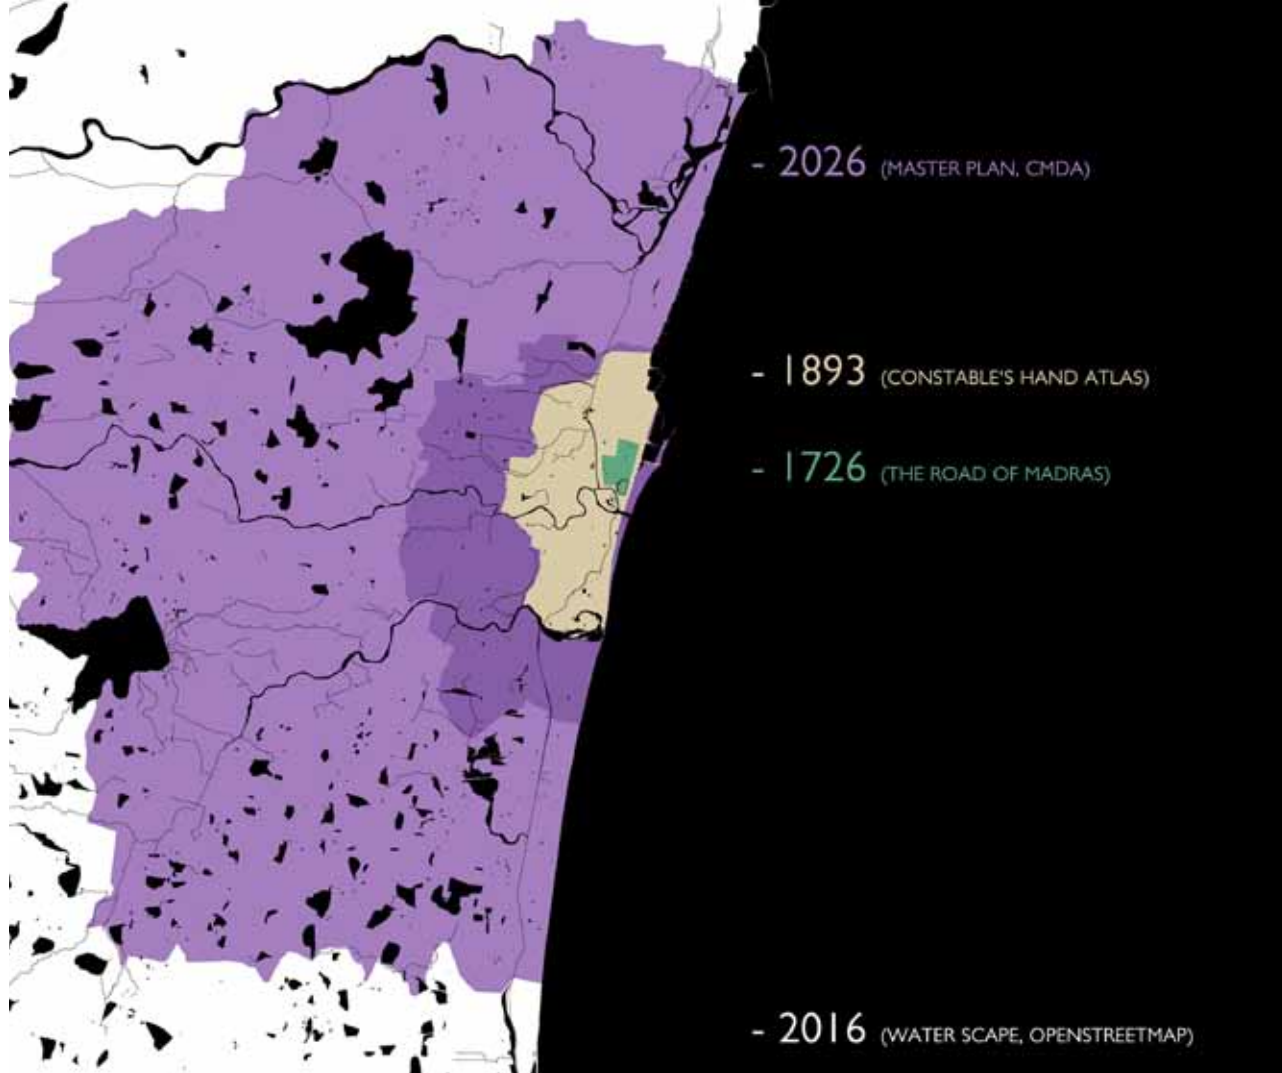 - 2026 (MASTER PLAN, CMDA)
- 1893 (CONSTABLE'S HAND ATLAS)
- 1726 (THE ROAD OF MADRAS)
- 2016 (WATER SCAPE, OPENSTREETMAP)